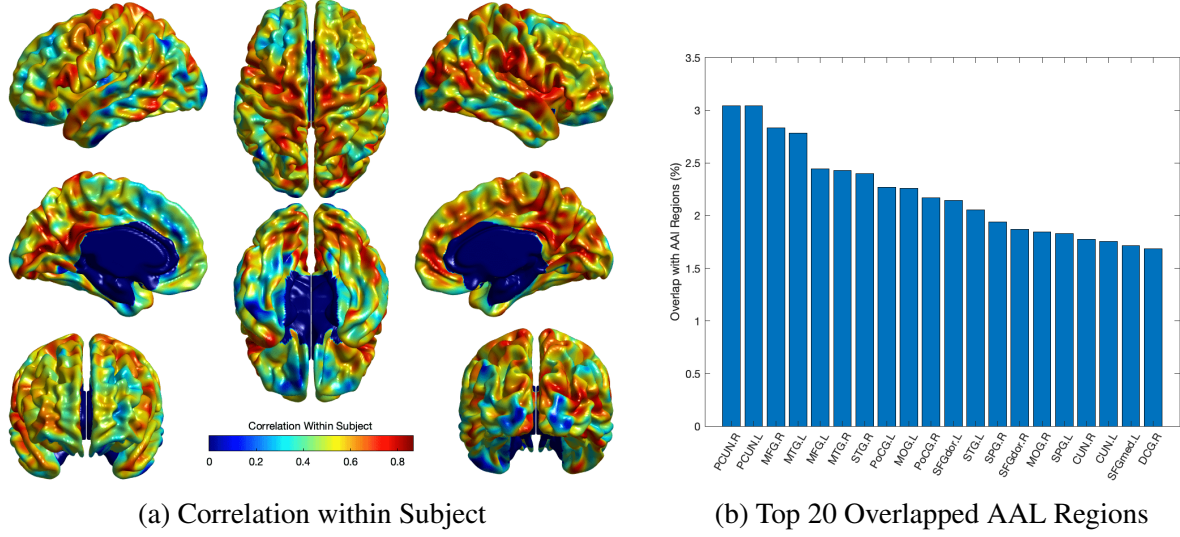 Correlation Within Subject
0 0.2 0.4 0.6 0.8
(a) Correlation within Subject
Overlap with AAl Regions (%)
3.5
3
2.5
2
1.5
1
0.5
0
PCUN.R
PCUN.L
MFG.R
MTG.L
MFG.L
MTG.R
STG.R
PoCG.L
MOG.L
PoCG.R
SFGdor.L
STG.L
SPG.R
SFGdor.R
MOG.R
SPG.L
CUN.R
CUN.L
SFGmed.L
DCG.R
(b) Top 20 Overlapped AAL Regions